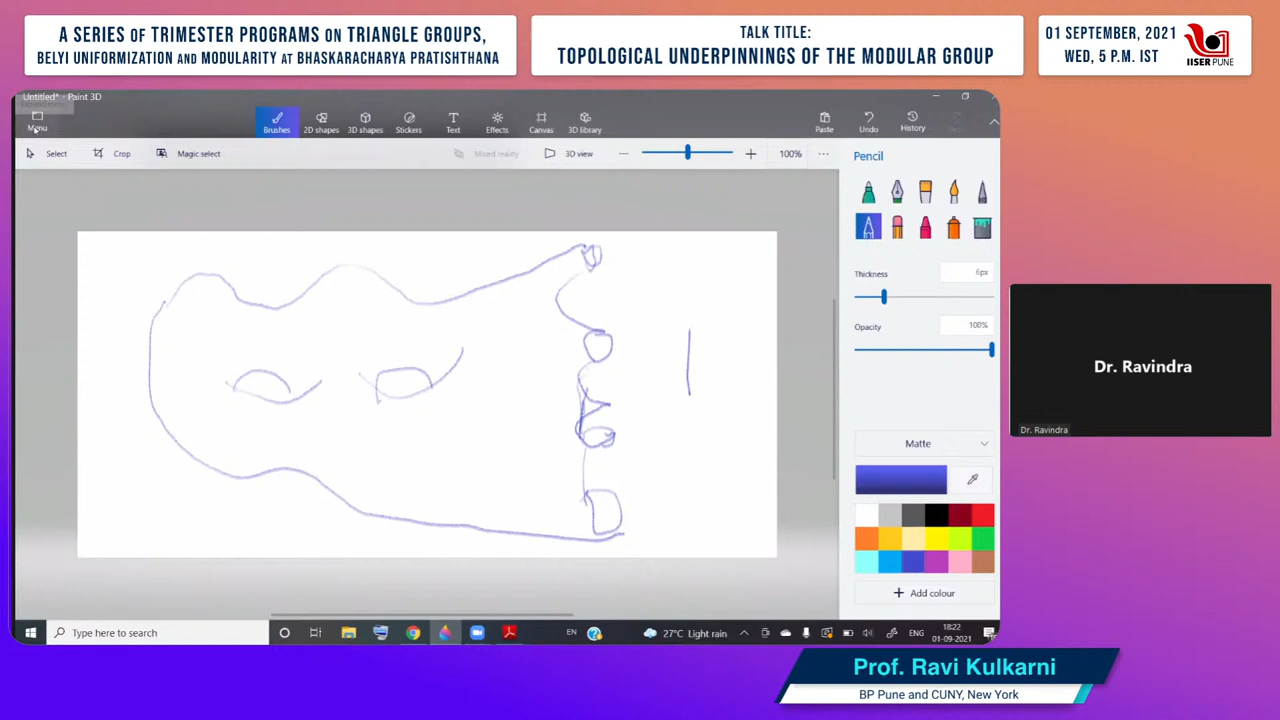 A SERIES OF TRIMESTER PROGRAMS ON TRIANGLE GROUPS,
BELYI UNIFORMIZATION AND MODULARITY AT BHASKARACHARYA PRATISHTHANA
TALK TITLE:
TOPOLOGICAL UNDERPINNINGS OF THE MODULAR GROUP
01 SEPTEMBER, 2021
WED, 5 P.M. IST
IISER PUNE
Untitled* - Paint 3D
Menu
Brushes
2D shapes
3D shapes
Stickers
Text
Effects
Canvas
3D library
Paste
Undo
History
Select
Crop
Magic select
Mixed reality
3D view
100%
Pencil
Thickness
6px
Opacity
100%
Matte
Add colour
Dr. Ravindra
Dr. Ravindra
Type here to search
EN
27°C Light rain
ENG
18:22
01-09-2021
Prof. Ravi Kulkarni
BP Pune and CUNY, New York